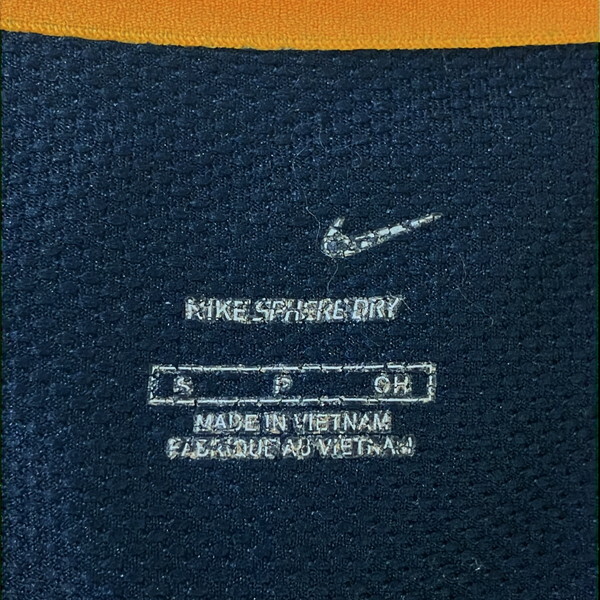 NIKE SPHERE DRY
S P CH
MADE IN VIETNAM
FABRIQUE AU VIETNAM